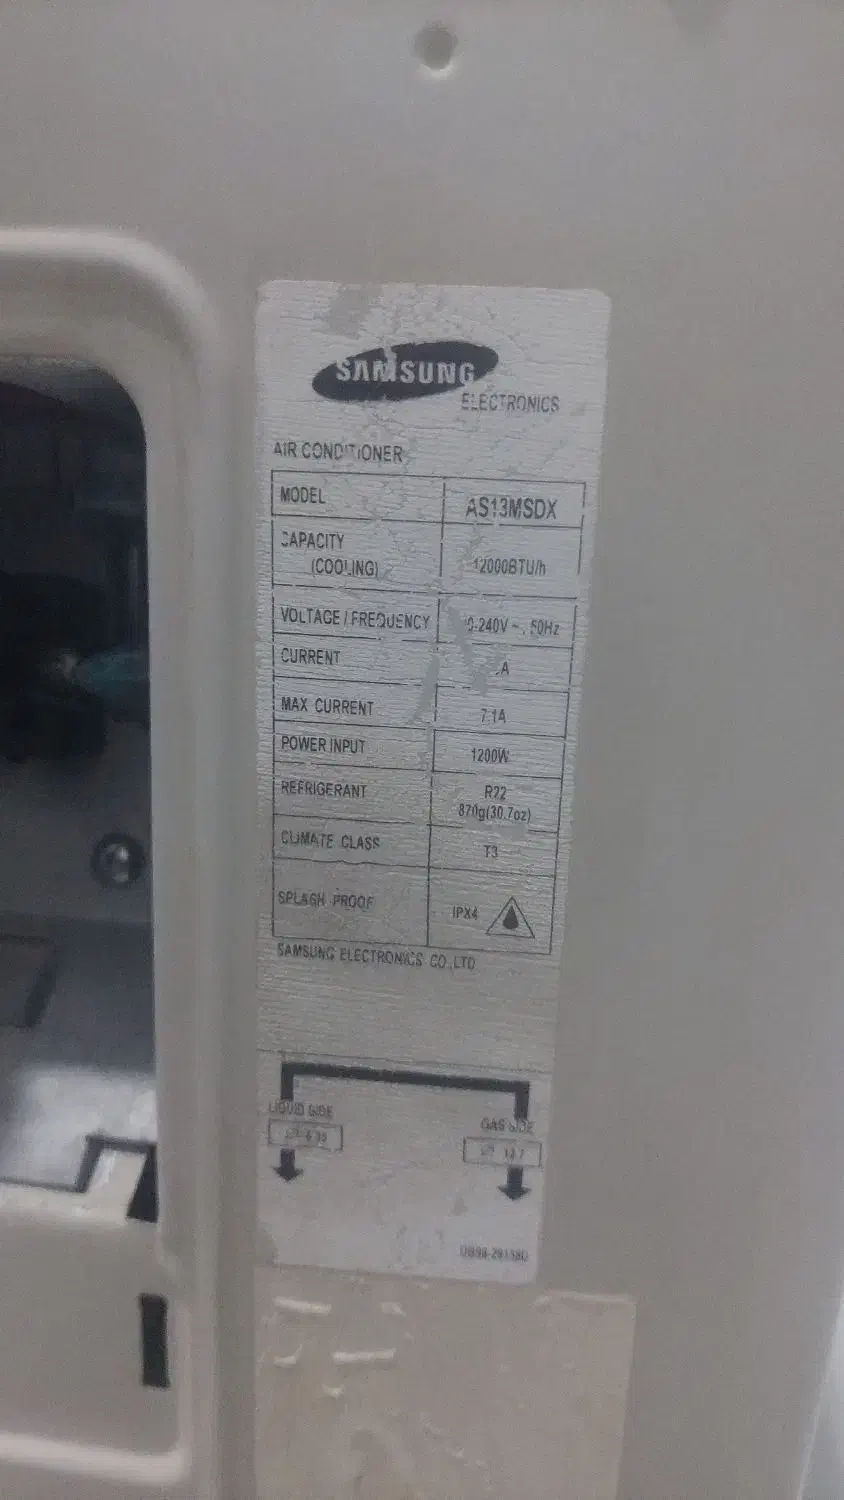 SAMSUNG
ELECTRONICS
AIR CONDITIONER
MODEL AS13MSDX
CAPACITY
(COOLING) 12000BTU/h
VOLTAGE / FREQUENCY 0-240V ~, 50Hz
CURRENT A
MAX CURRENT 7.1A
POWER INPUT 1200W
REFRIGERANT R22
870g(30.7oz)
CLIMATE CLASS T3
SPLASH PROOF IPX4
SAMSUNG ELECTRONICS CO.,LTD
LIQUID SIDE
GAS SIDE